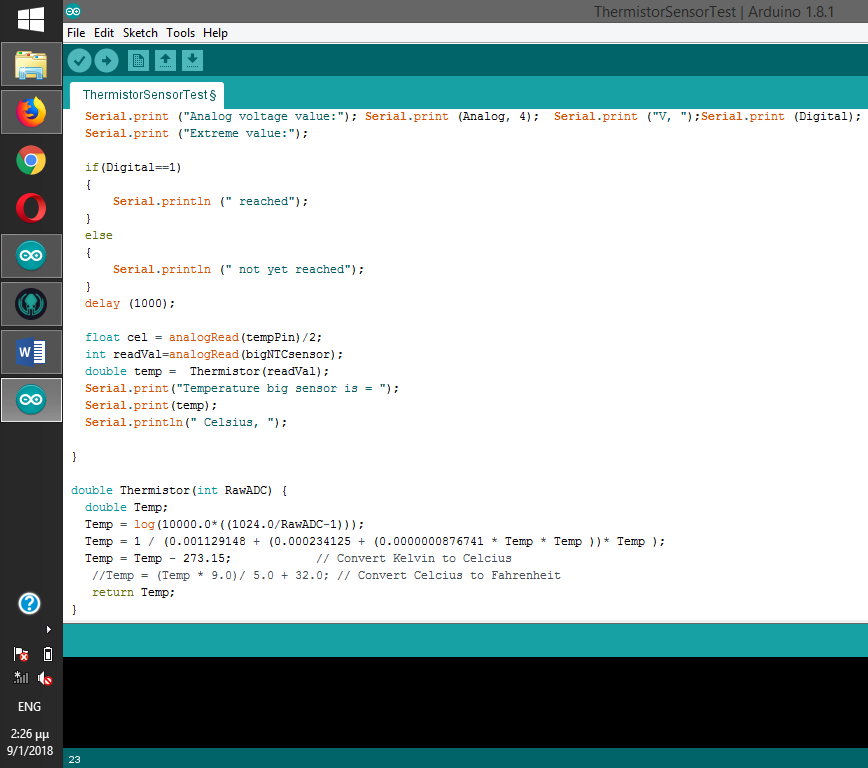 ThermistorSensorTest | Arduino 1.8.1
File Edit Sketch Tools Help
ThermistorSensorTest §
Serial.print ("Analog voltage value:"); Serial.print (Analog, 4);  Serial.print ("V, ");Serial.print (Digital);
Serial.print ("Extreme value:");
if(Digital==1)
{
Serial.println (" reached");
}
else
{
Serial.println (" not yet reached");
}
delay (1000);
float cel = analogRead(tempPin)/2;
int readVal=analogRead(bigNTCsensor);
double temp =  Thermistor(readVal);
Serial.print("Temperature big sensor is = ");
Serial.print(temp);
Serial.println(" Celsius, ");
}
double Thermistor(int RawADC) {
double Temp;
Temp = log(10000.0*((1024.0/RawADC-1)));
Temp = 1 / (0.001129148 + (0.000234125 + (0.0000000876741 * Temp * Temp ))* Temp );
Temp = Temp - 273.15;            // Convert Kelvin to Celcius
//Temp = (Temp * 9.0)/ 5.0 + 32.0; // Convert Celcius to Fahrenheit
return Temp;
}
W
?
ENG
2:26 μμ
9/1/2018
23